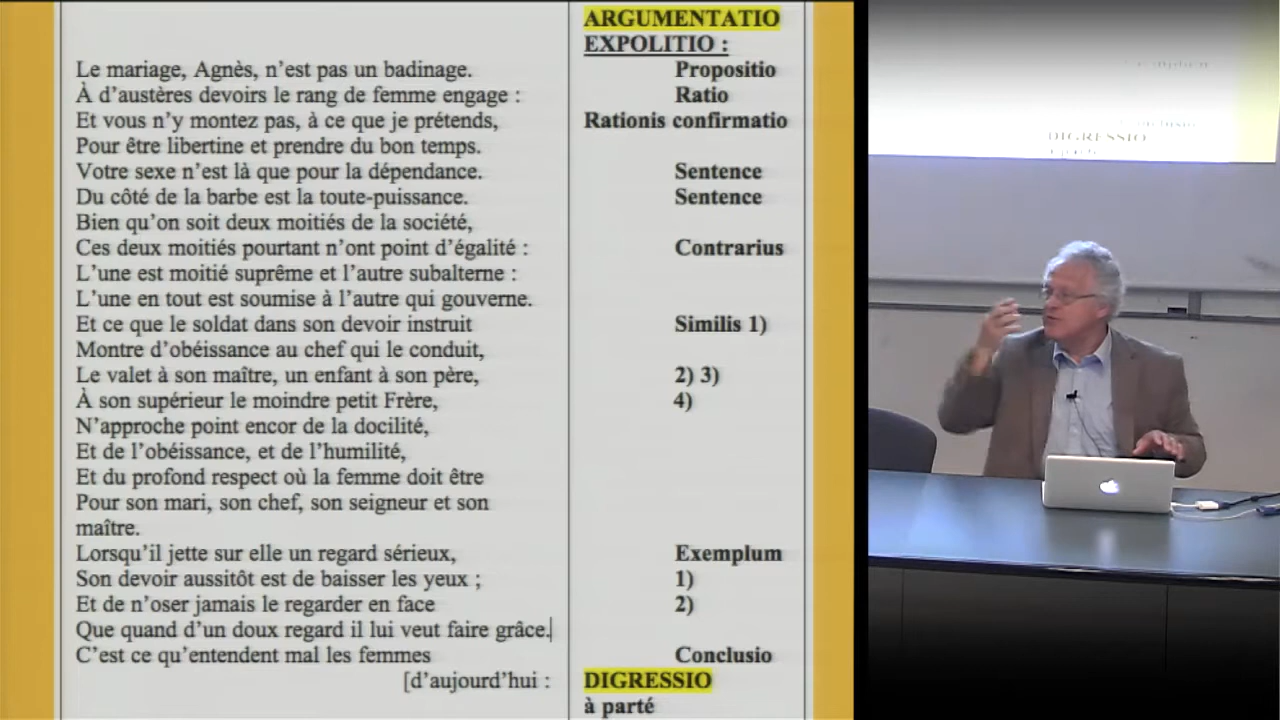 ARGUMENTATIO
EXPOLITIO :
Le mariage, Agnès, n'est pas un badinage. Propositio
À d'austères devoirs le rang de femme engage : Ratio
Et vous n'y montez pas, à ce que je prétends, Rationis confirmatio
Pour être libertine et prendre du bon temps.
Votre sexe n'est là que pour la dépendance. Sentence
Du côté de la barbe est la toute-puissance. Sentence
Bien qu'on soit deux moitiés de la société,
Ces deux moitiés pourtant n'ont point d'égalité : Contrarius
L'une est moitié suprême et l'autre subalterne :
L'une en tout est soumise à l'autre qui gouverne.
Et ce que le soldat dans son devoir instruit Similis 1)
Montre d'obéissance au chef qui le conduit,
Le valet à son maître, un enfant à son père, 2) 3)
À son supérieur le moindre petit Frère, 4)
N'approche point encor de la docilité,
Et de l'obéissance, et de l'humilité,
Et du profond respect où la femme doit être
Pour son mari, son chef, son seigneur et son
maître.
Lorsqu'il jette sur elle un regard sérieux, Exemplum
Son devoir aussitôt est de baisser les yeux ; 1)
Et de n'oser jamais le regarder en face 2)
Que quand d'un doux regard il lui veut faire grâce.
C'est ce qu'entendent mal les femmes Conclusio
[d'aujourd'hui : DIGRESSIO
à parté
DIGRESSIO